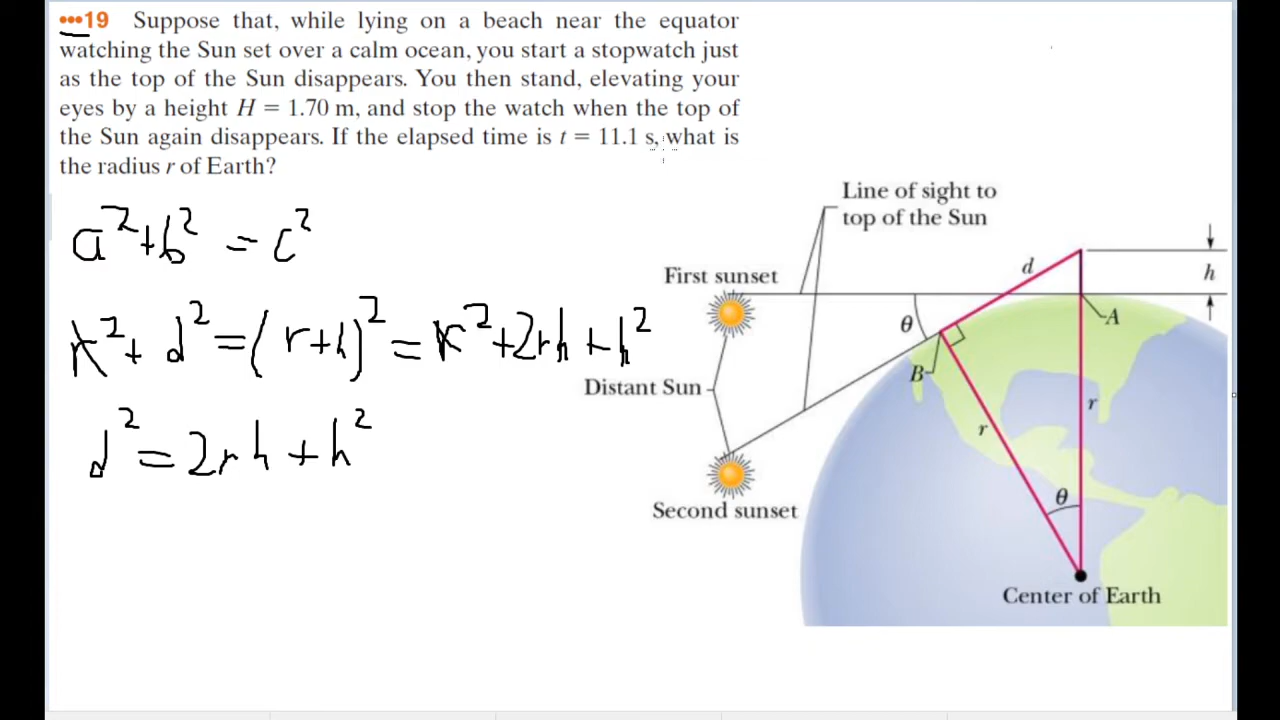 •••19 Suppose that, while lying on a beach near the equator
watching the Sun set over a calm ocean, you start a stopwatch just
as the top of the Sun disappears. You then stand, elevating your
eyes by a height H = 1.70 m, and stop the watch when the top of
the Sun again disappears. If the elapsed time is t = 11.1 s, what is
the radius r of Earth?
a² + b² = c²
r² + d² = (r+h)² = r² + 2rh + h²
d² = 2rh + h²
Line of sight to
top of the Sun
First sunset
d
h
θ
A
B
Distant Sun
r
r
θ
Second sunset
Center of Earth